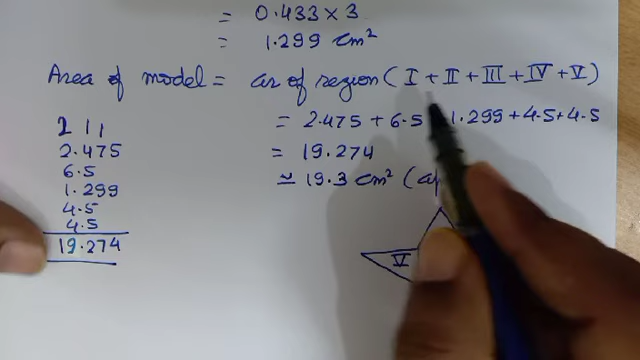 = 0.433 × 3
= 1.299 cm²
Area of model = ar of region (I + II + III + IV + V)
= 2.475 + 6.5 1.299 + 4.5 + 4.5
= 19.274
≃ 19.3 cm² (ap
2 1 1
2.475
6.5
1.299
4.5
4.5
19.274
V